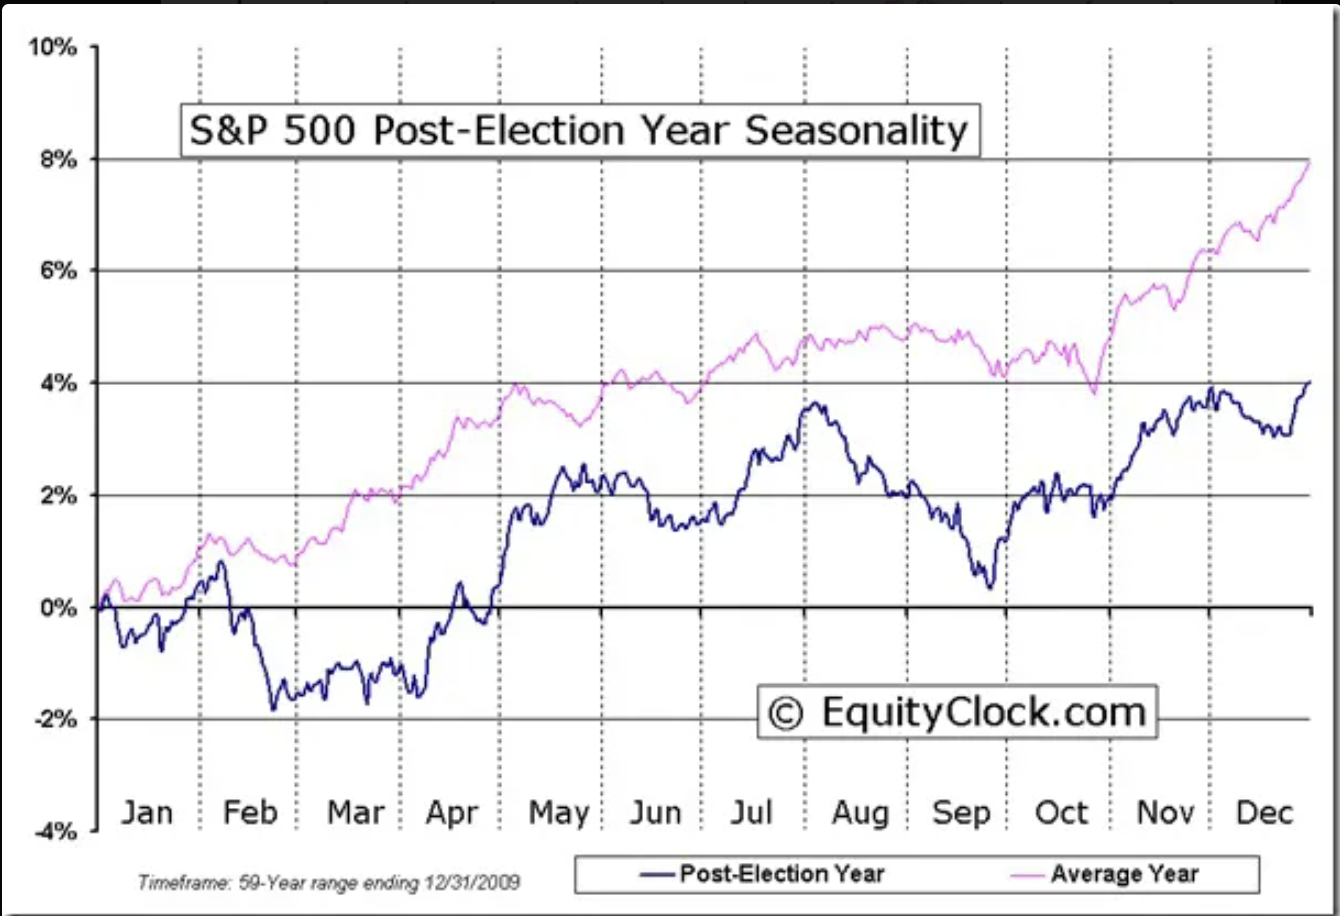 10%
S&P 500 Post-Election Year Seasonality
8%
6%
4%
2%
0%
-2%
© EquityClock.com
-4%
Jan Feb Mar Apr May Jun Jul Aug Sep Oct Nov Dec
Timeframe: 59-Year range ending 12/31/2009
Post-Election Year Average Year